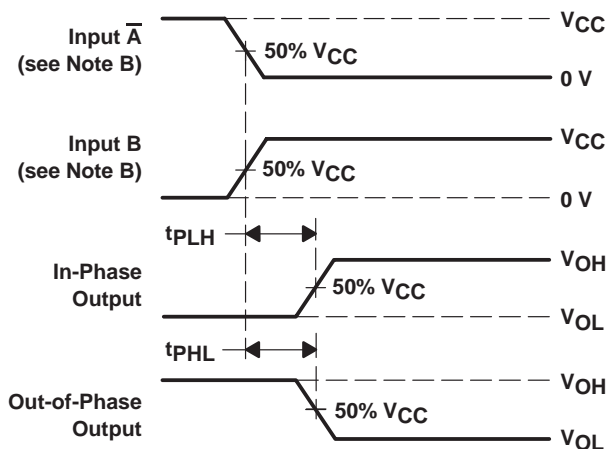 Input A̅
(see Note B)
VCC
50% VCC
0 V
Input B
(see Note B)
VCC
50% VCC
0 V
tPLH
In-Phase
Output
VOH
50% VCC
VOL
tPHL
Out-of-Phase
Output
VOH
50% VCC
VOL